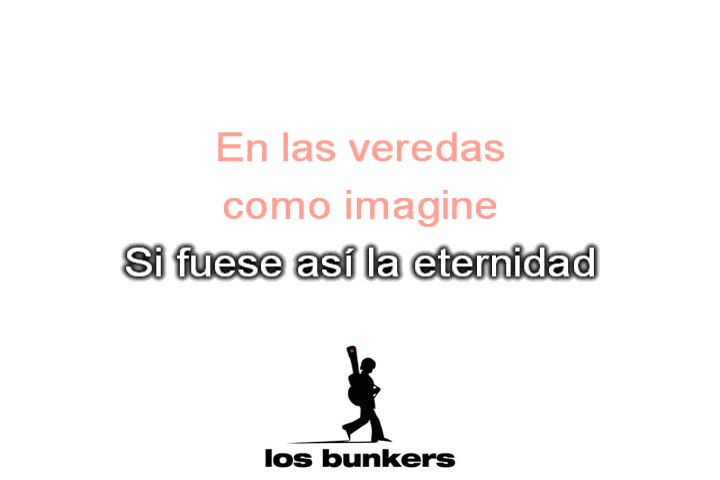 En las veredas
como imagine
Si fuese así la eternidad
los bunkers